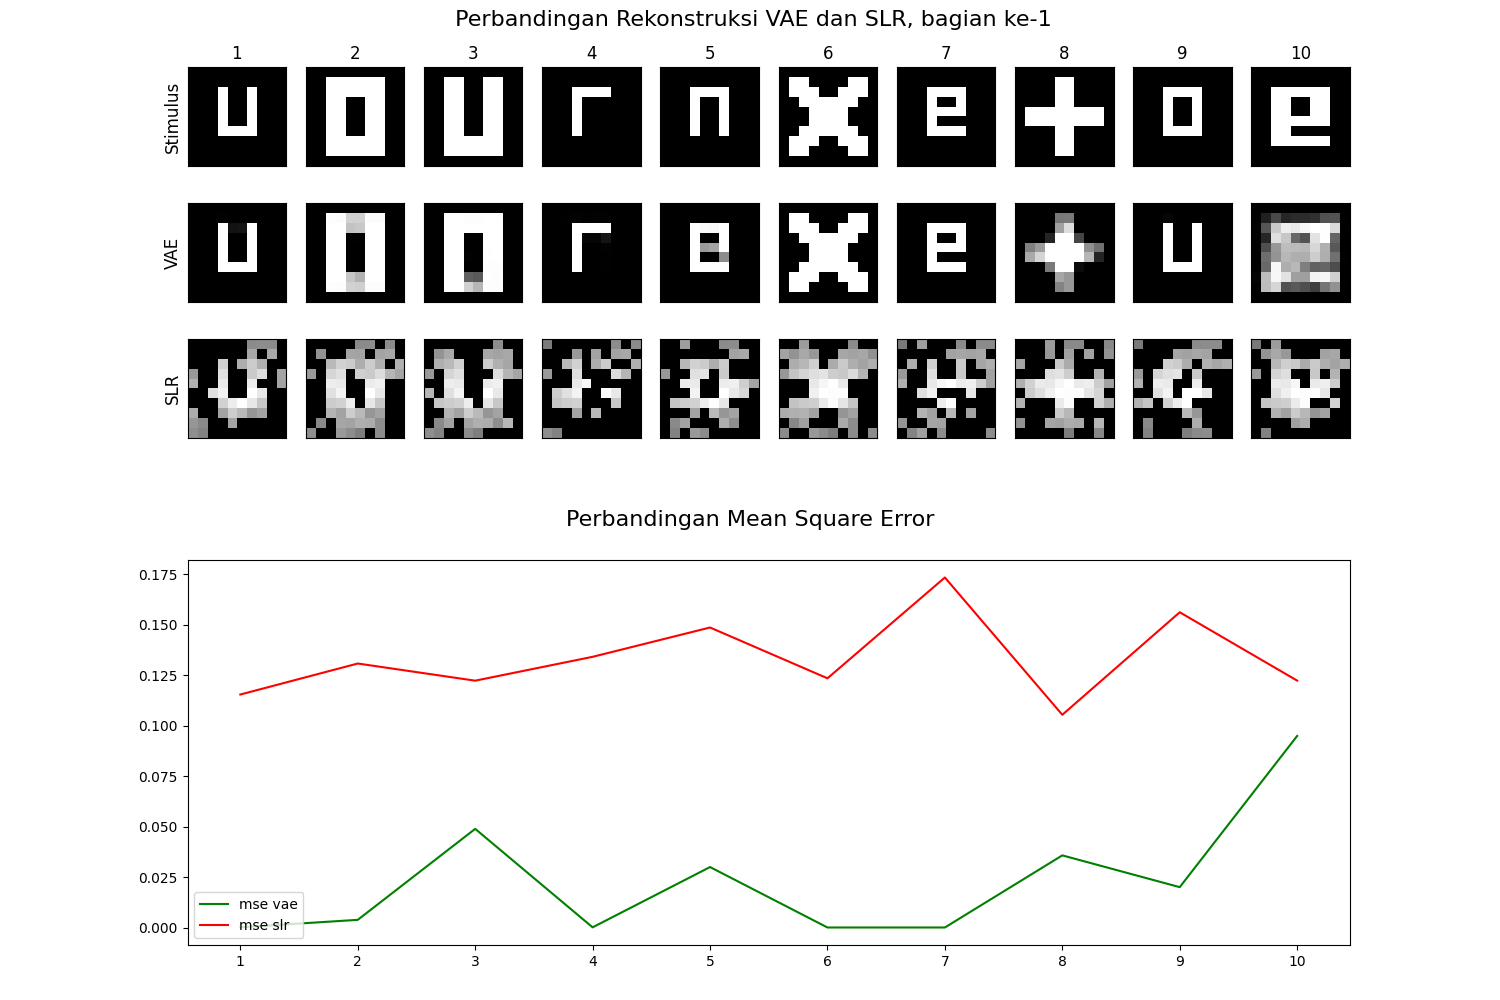 Perbandingan Rekonstruksi VAE dan SLR, bagian ke-1
1 2 3 4 5 6 7 8 9 10
Stimulus
u o u r n x e + o e
VAE
SLR
Perbandingan Mean Square Error
0.175
0.150
0.125
0.100
0.075
0.050
0.025
0.000
mse vae
mse slr
1 2 3 4 5 6 7 8 9 10